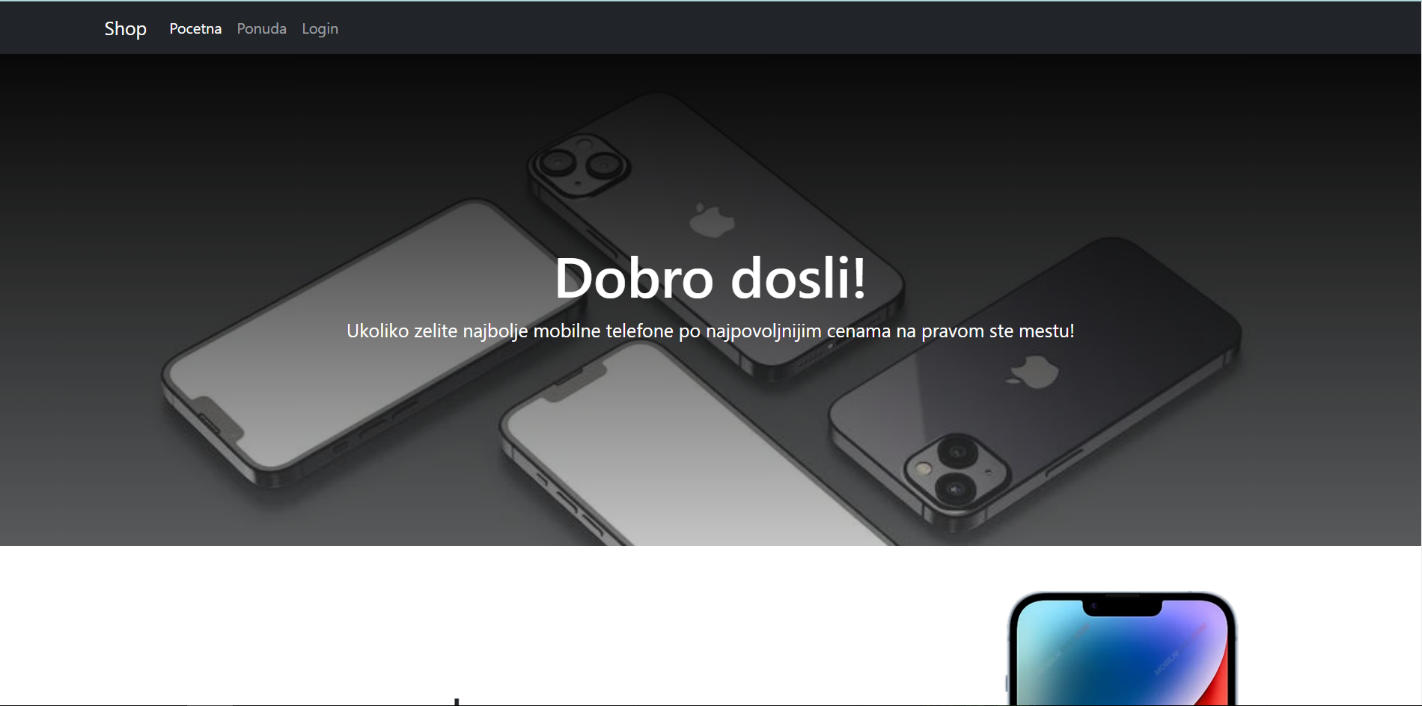 Shop Pocetna Ponuda Login
Dobro dosli!
Ukoliko zelite najbolje mobilne telefone po najpovoljnijim cenama na pravom ste mestu!